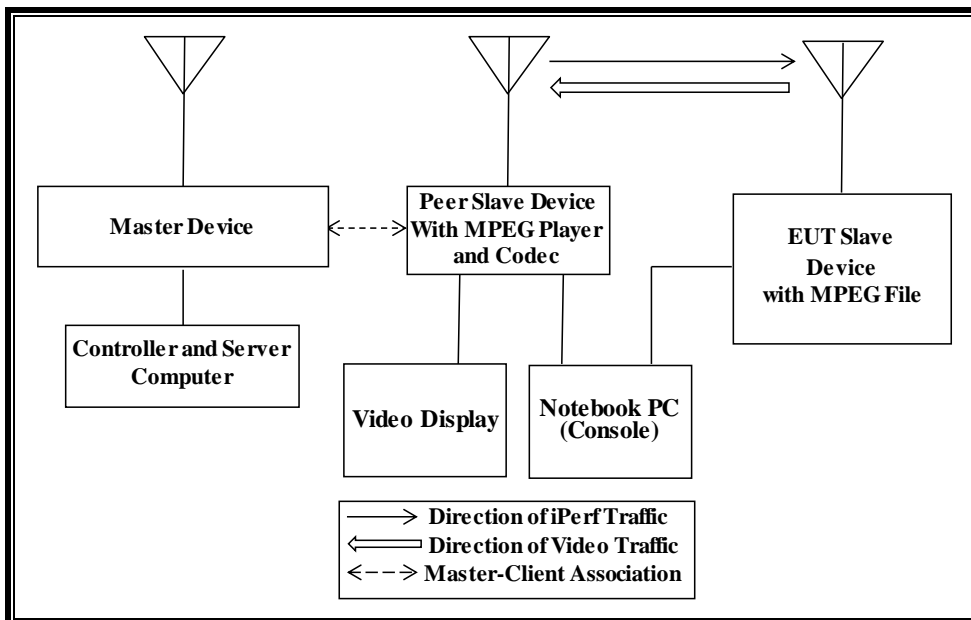 Master Device
Peer Slave Device
With MPEG Player
and Codec
EUT Slave
Device
with MPEG File
Controller and Server
Computer
Video Display
Notebook PC
(Console)
Direction of iPerf Traffic
Direction of Video Traffic
Master-Client Association